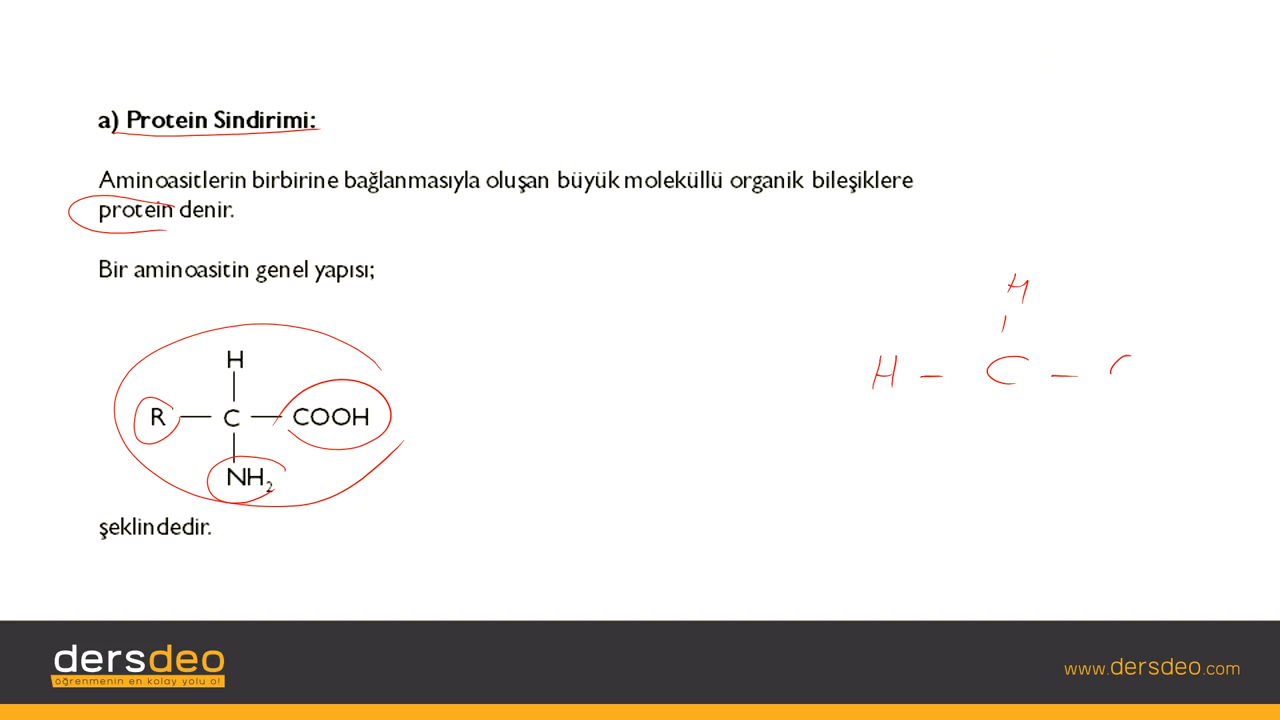 a) Protein Sindirimi:
Aminoasitlerin birbirine bağlanmasıyla oluşan büyük moleküllü organik bileşiklere
protein denir.
Bir aminoasitin genel yapısı;
H
R — C — COOH
NH₂
şeklindedir.
H
H – C –
dersdeo
öğrenmenin en kolay yolu o!
www.dersdeo.com